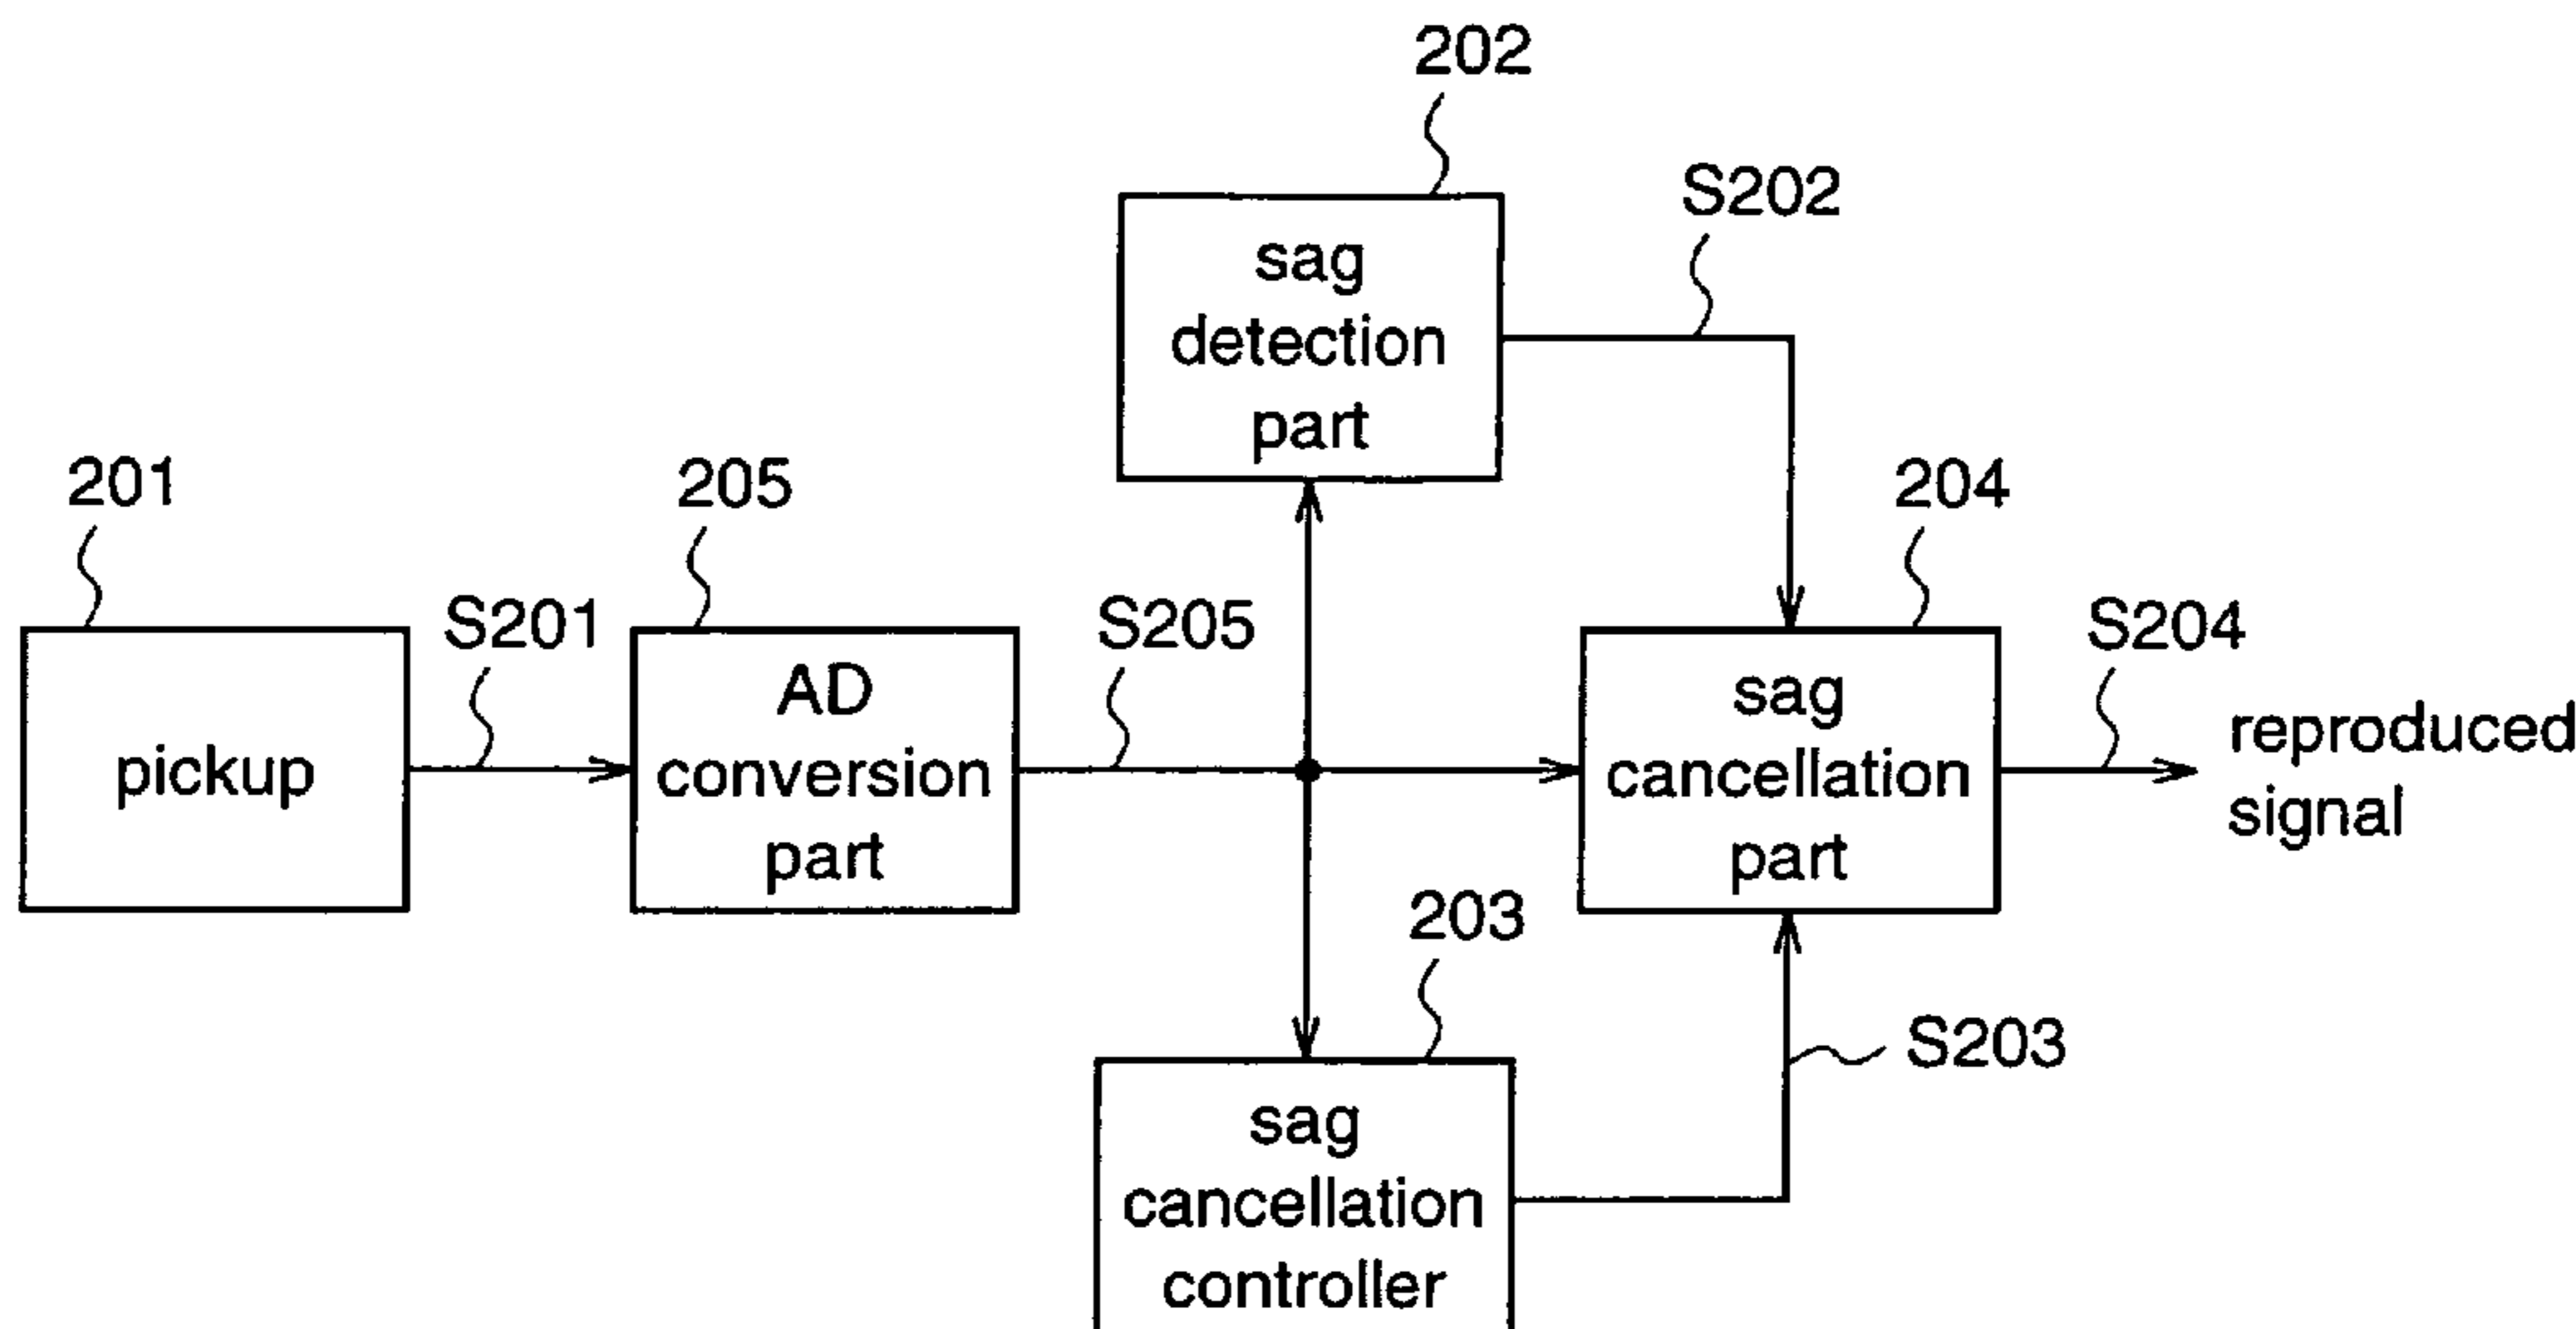 202
S202
sag
detection
part
201
205
204
S201
S205
S204
pickup
AD
conversion
part
sag
cancellation
part
reproduced
signal
203
S203
sag
cancellation
controller